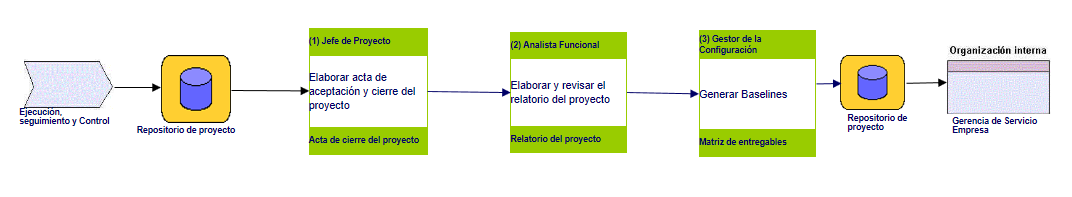 Ejecución,
seguimiento y Control
Repositorio de proyecto
(1) Jefe de Proyecto
Elaborar acta de
aceptación y cierre del
proyecto
Acta de cierre del proyecto
(2) Analista Funcional
Elaborar y revisar el
relatorio del proyecto
Relatorio del proyecto
(3) Gestor de la
Configuración
Generar Baselines
Matriz de entregables
Repositorio de
proyecto
Organización interna
Gerencia de Servicio
Empresa